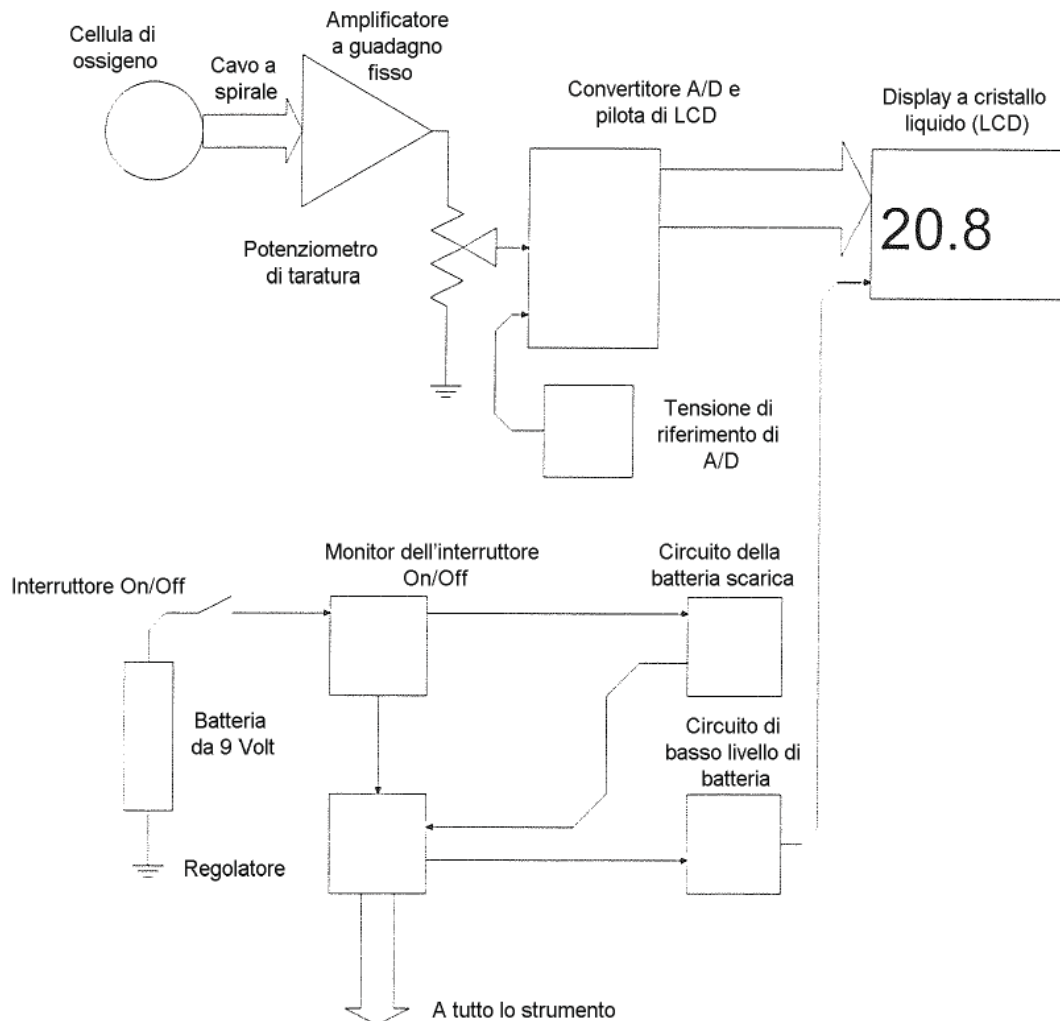 Cellula di
ossigeno
Cavo a
spirale
Amplificatore
a guadagno
fisso
Convertitore A/D e
pilota di LCD
Display a cristallo
liquido (LCD)
20.8
Potenziometro
di taratura
Tensione di
riferimento di
A/D
Interruttore On/Off
Monitor dell'interruttore
On/Off
Circuito della
batteria scarica
Batteria
da 9 Volt
Circuito di
basso livello di
batteria
Regolatore
A tutto lo strumento